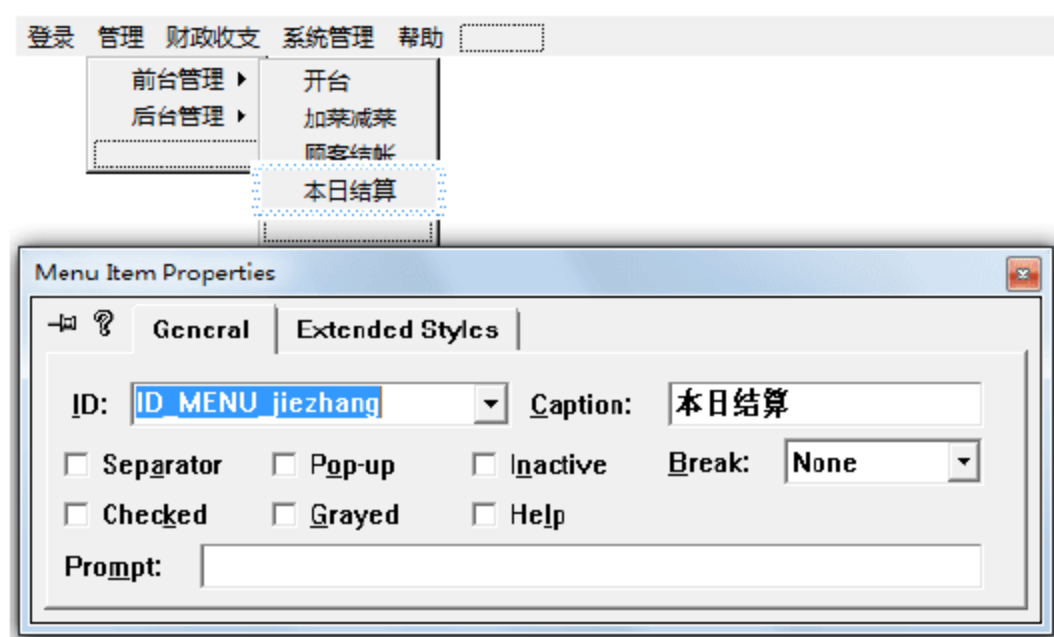 登录 管理 财政收支 系统管理 帮助
前台管理
后台管理
开台
加菜减菜
顾客结帐
本日结算
Menu Item Properties
General Extended Styles
ID: ID_MENU_jiezhang Caption: 本日结算
Separator Pop-up Inactive Break: None
Checked Grayed Help
Prompt: